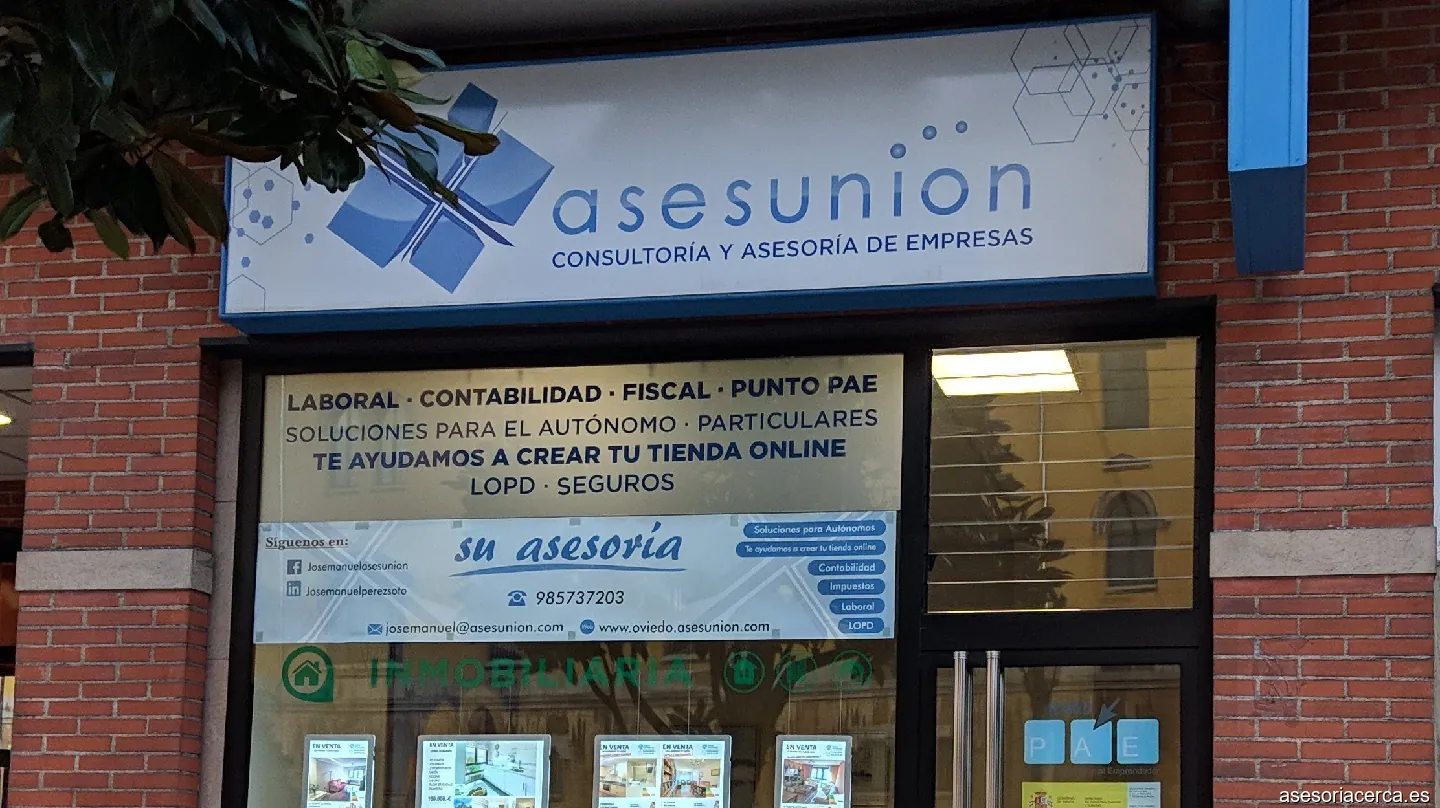 asesunion
CONSULTORÍA Y ASESORÍA DE EMPRESAS
LABORAL · CONTABILIDAD · FISCAL · PUNTO PAE
SOLUCIONES PARA EL AUTÓNOMO · PARTICULARES
TE AYUDAMOS A CREAR TU TIENDA ONLINE
LOPD · SEGUROS
Síguenos en:
su asesoría
Josemanuelasesunion
Josemanuelperezsoto
985737203
josemanuel@asesunion.com
www.oviedo.asesunion.com
Soluciones para Autónomos
Te ayudamos a crear tu tienda online
Contabilidad
Impuestos
Laboral
LOPD
INMOBILIARIA
EN VENTA
EN VENTA
EN VENTA
EN VENTA
EN VENTA
PAE
asesoriacerca.es